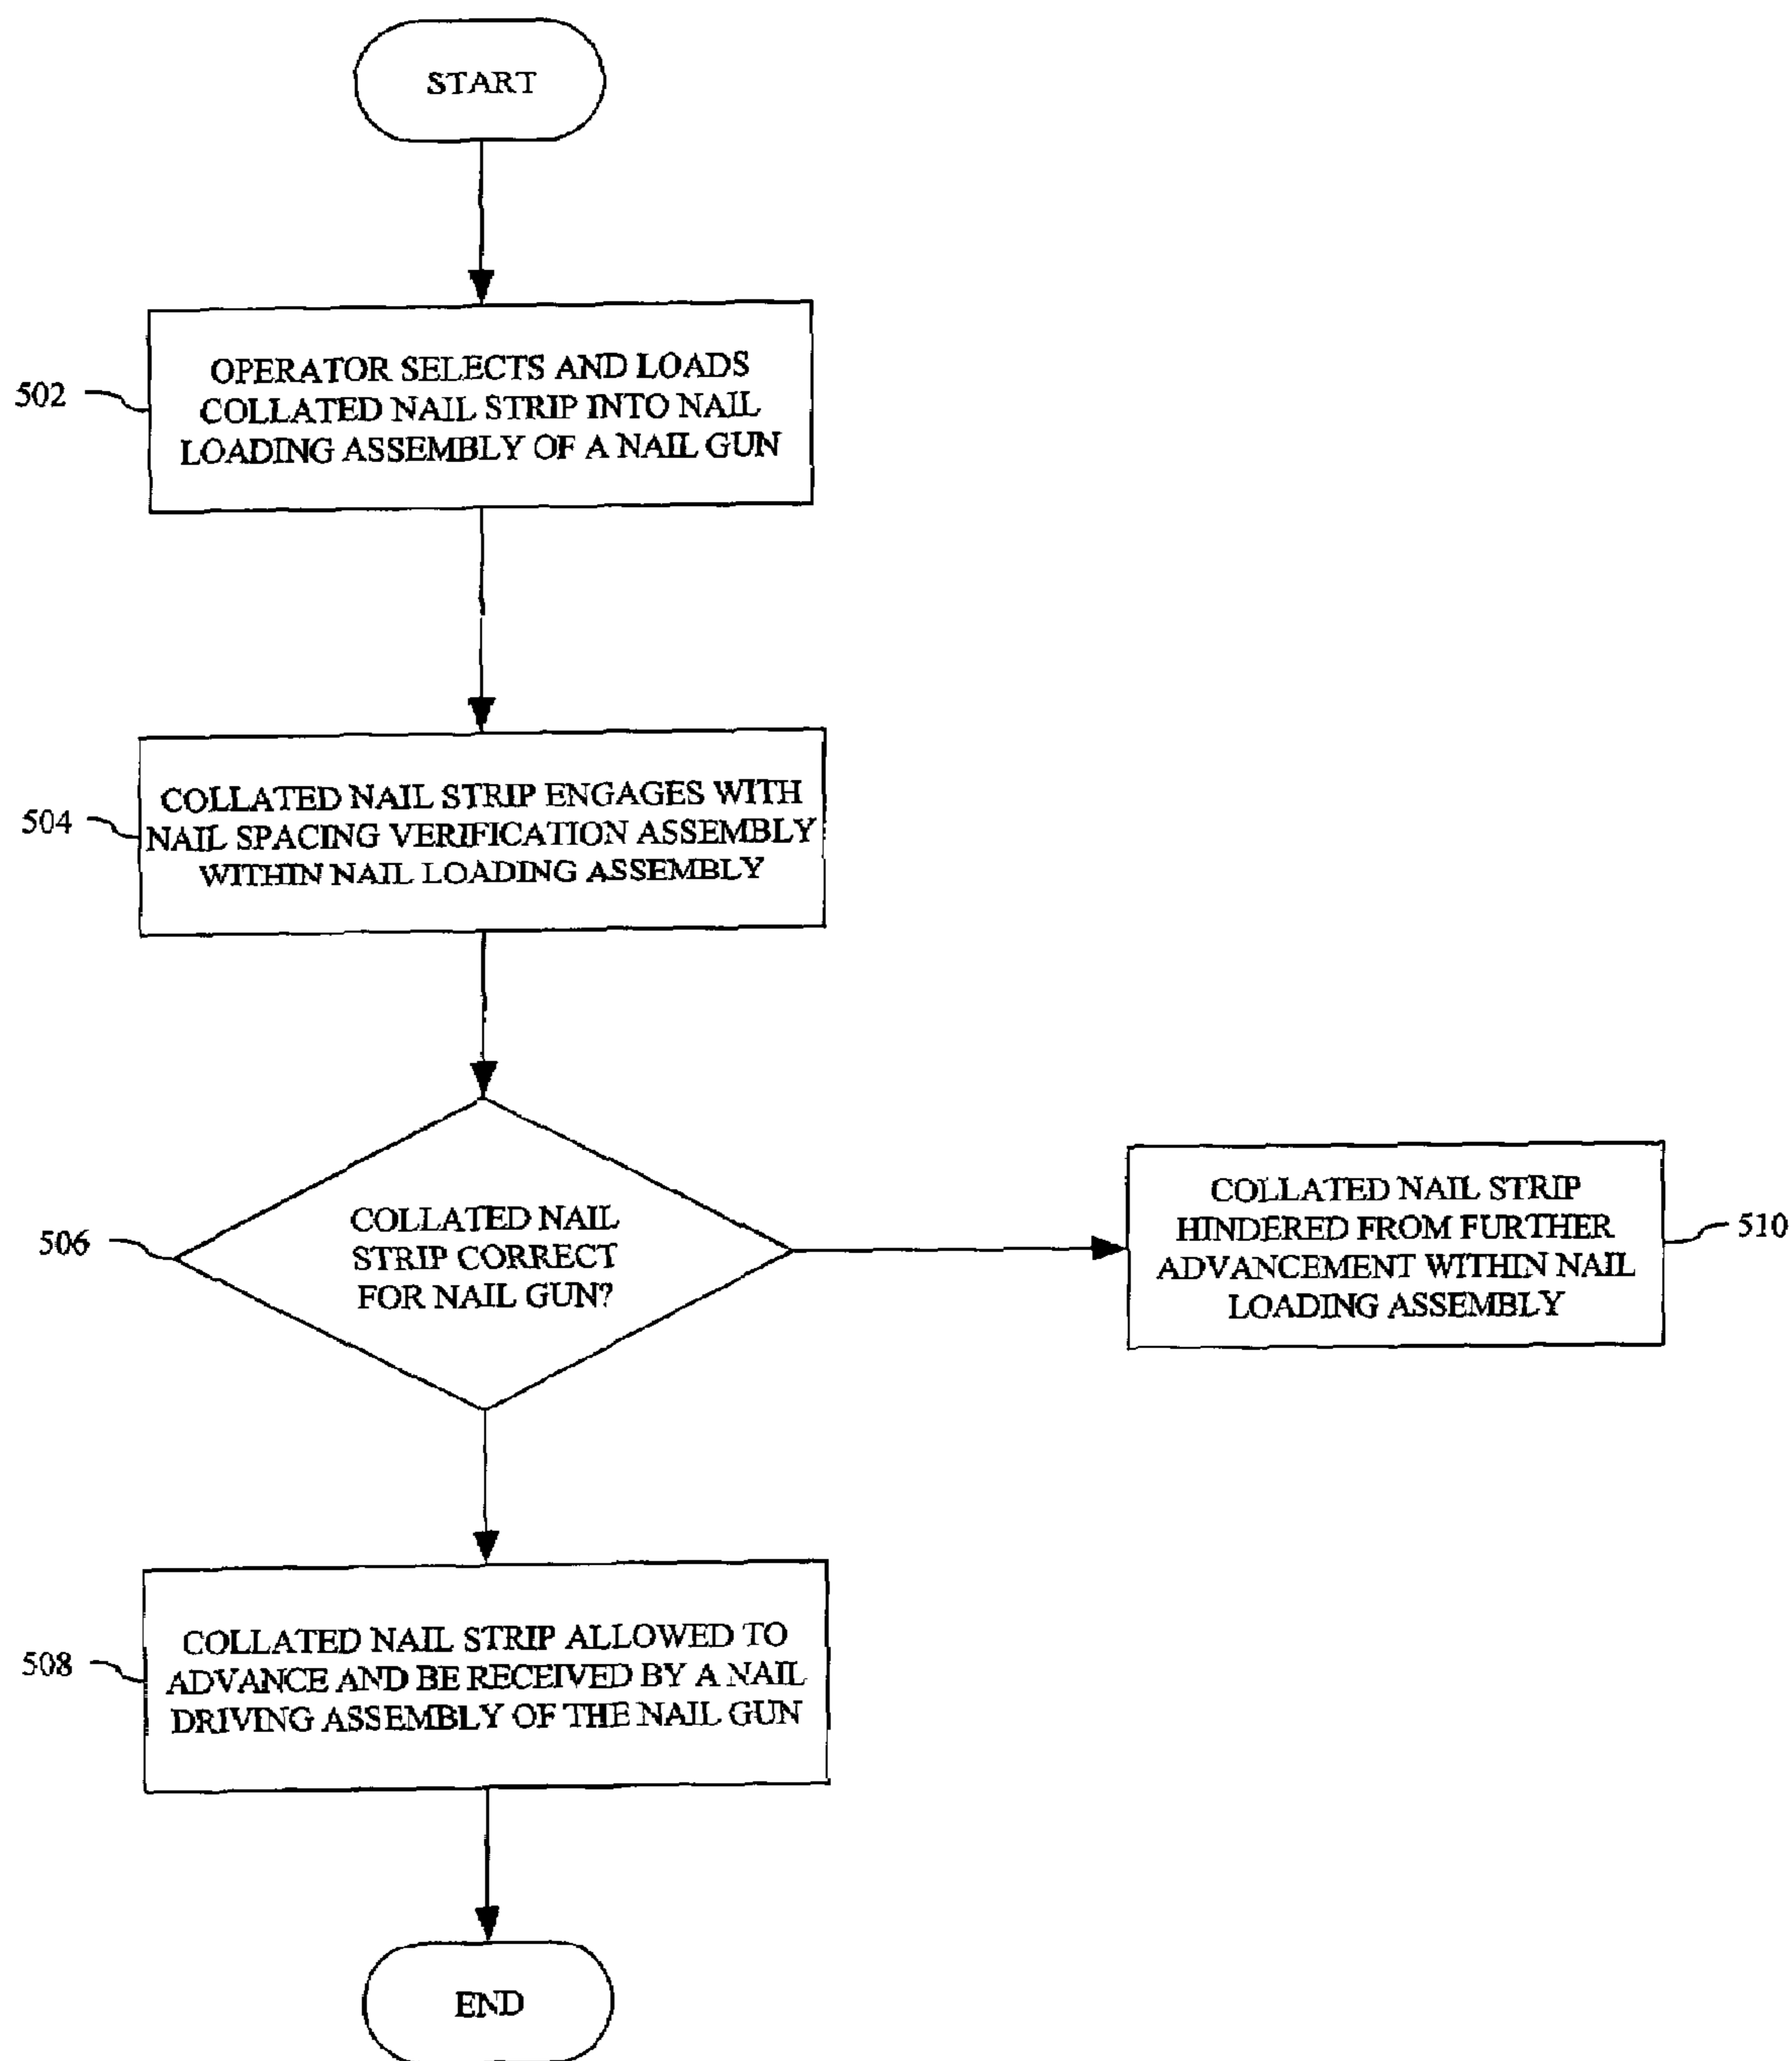 START
502
OPERATOR SELECTS AND LOADS
COLLATED NAIL STRIP INTO NAIL
LOADING ASSEMBLY OF A NAIL GUN
504
COLLATED NAIL STRIP ENGAGES WITH
NAIL SPACING VERIFICATION ASSEMBLY
WITHIN NAIL LOADING ASSEMBLY
506
COLLATED NAIL
STRIP CORRECT
FOR NAIL GUN?
COLLATED NAIL STRIP
HINDERED FROM FURTHER
ADVANCEMENT WITHIN NAIL
LOADING ASSEMBLY
510
508
COLLATED NAIL STRIP ALLOWED TO
ADVANCE AND BE RECEIVED BY A NAIL
DRIVING ASSEMBLY OF THE NAIL GUN
END